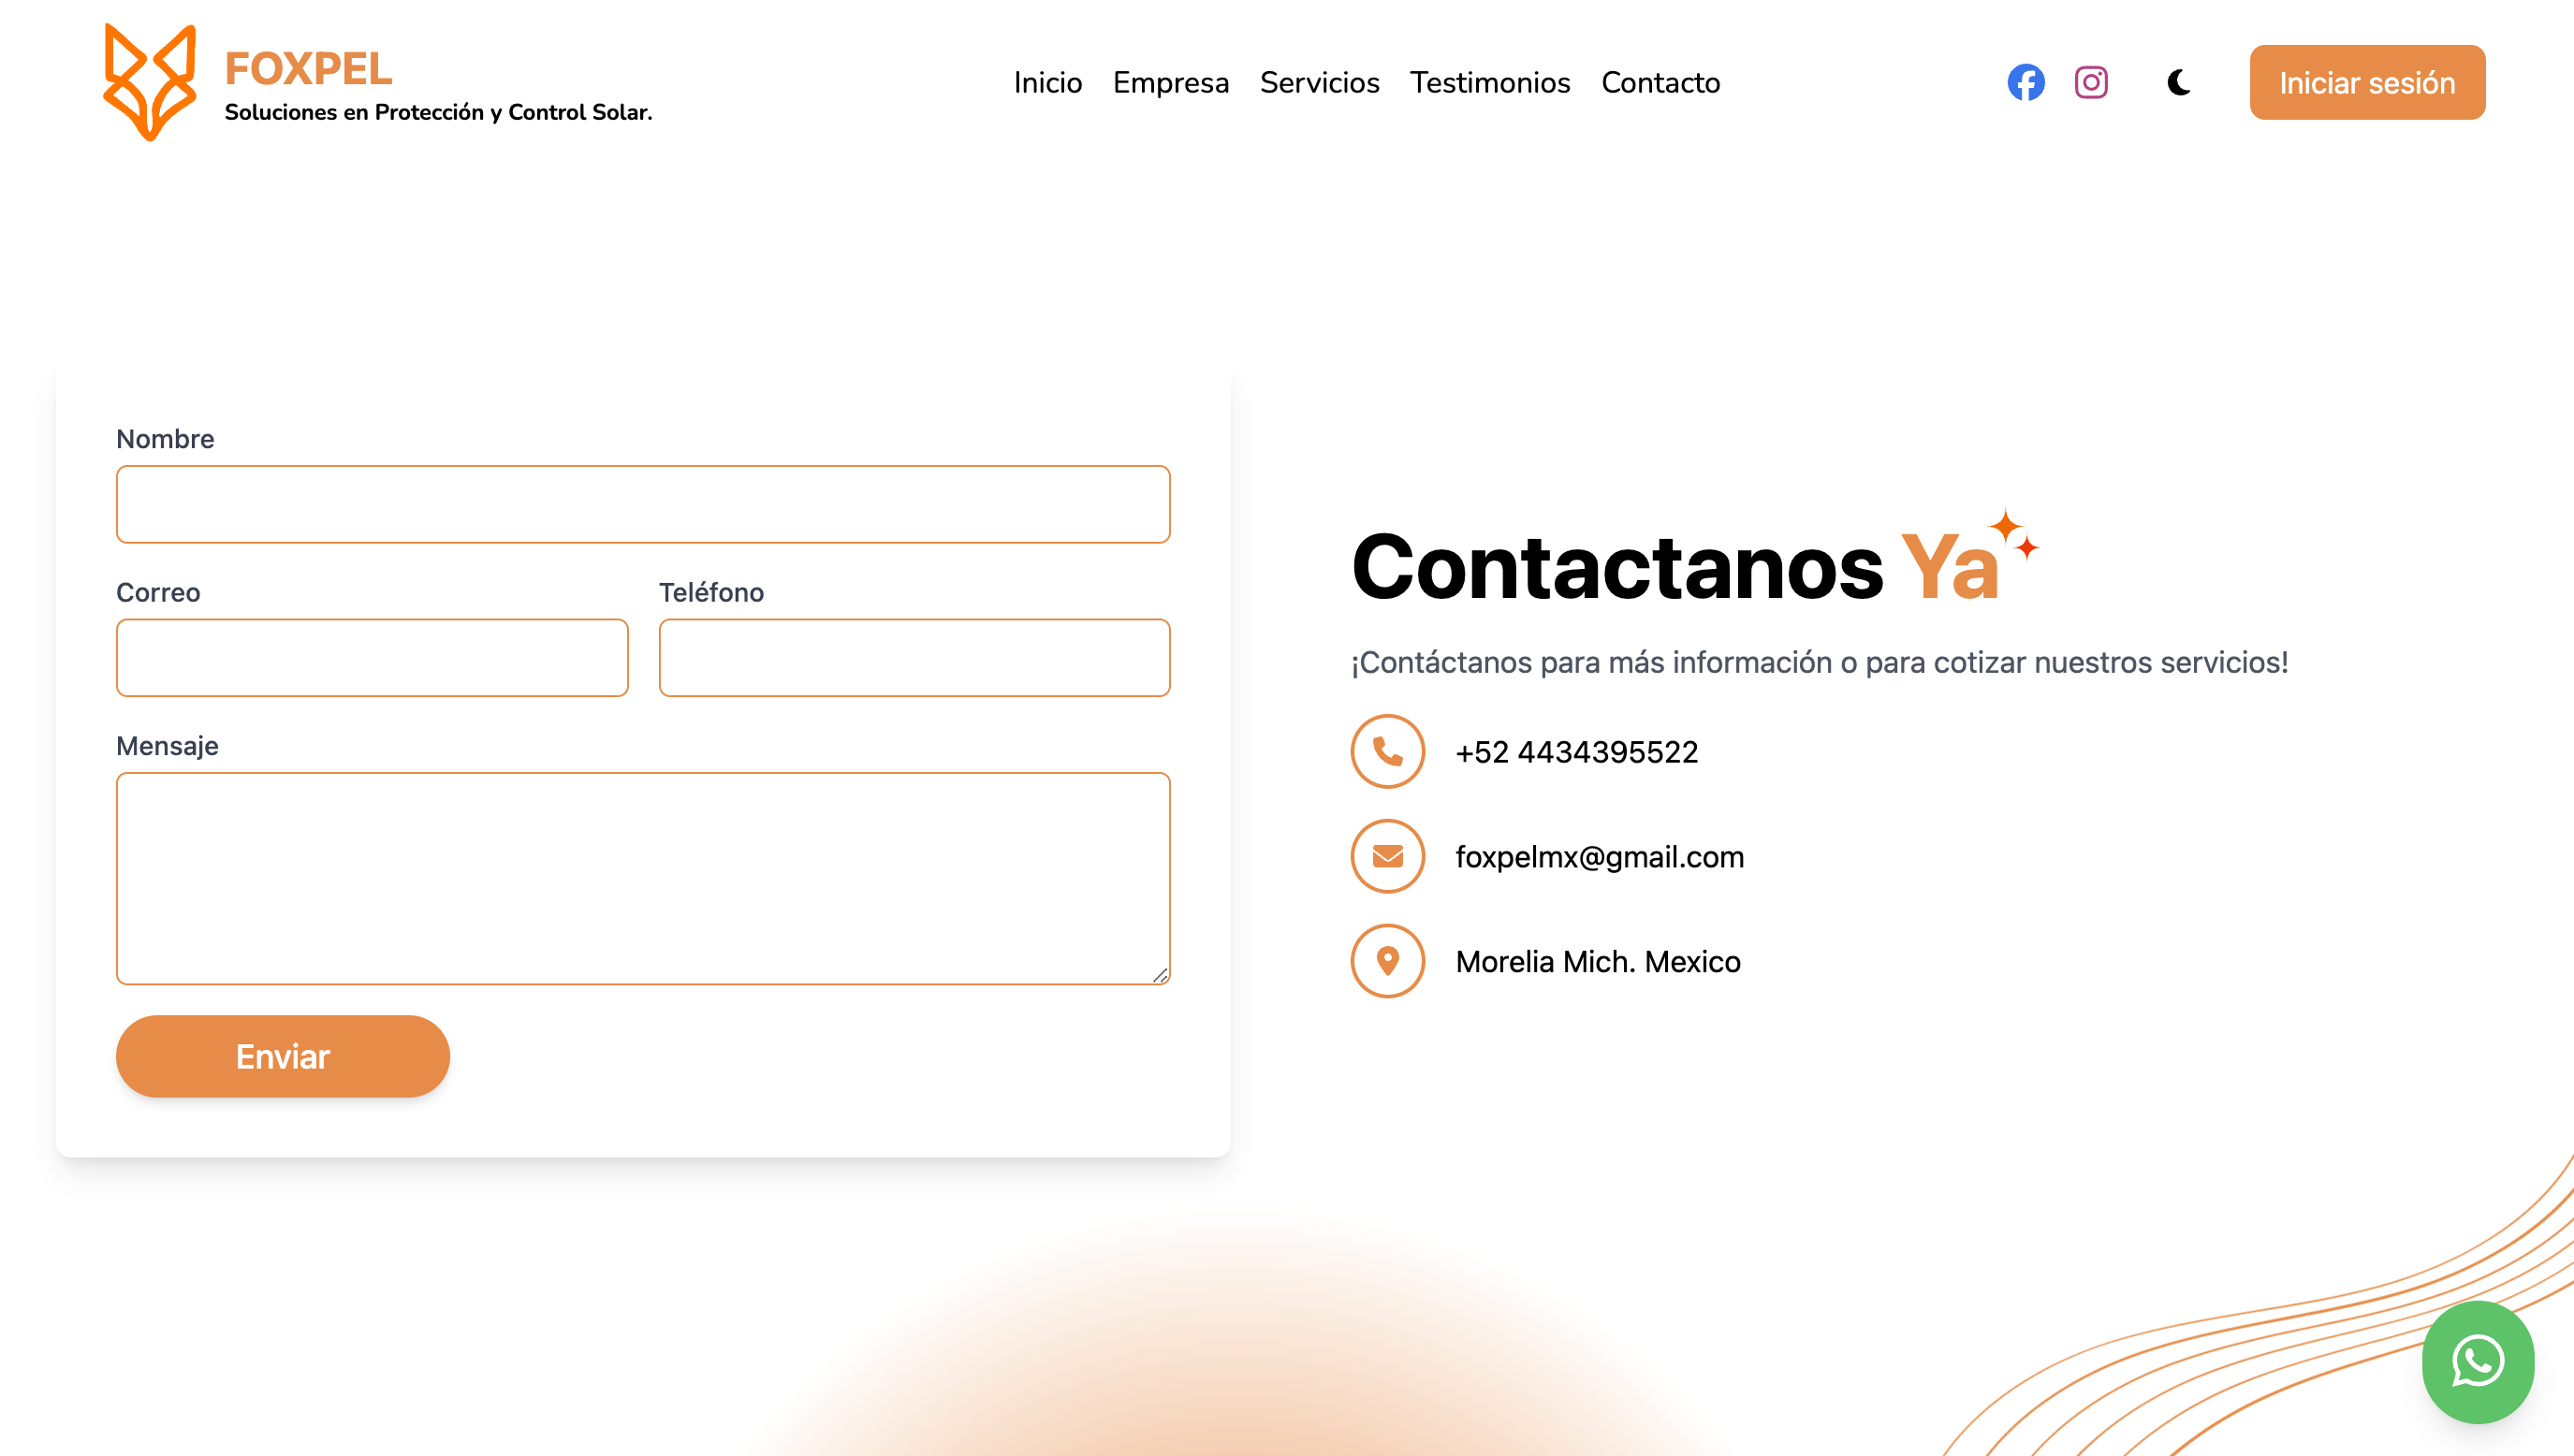 FOXPEL
Soluciones en Protección y Control Solar.
Inicio Empresa Servicios Testimonios Contacto
Iniciar sesión
Nombre
Correo Teléfono
Mensaje
Enviar
Contactanos Ya
¡Contáctanos para más información o para cotizar nuestros servicios!
+52 4434395522
foxpelmx@gmail.com
Morelia Mich. Mexico